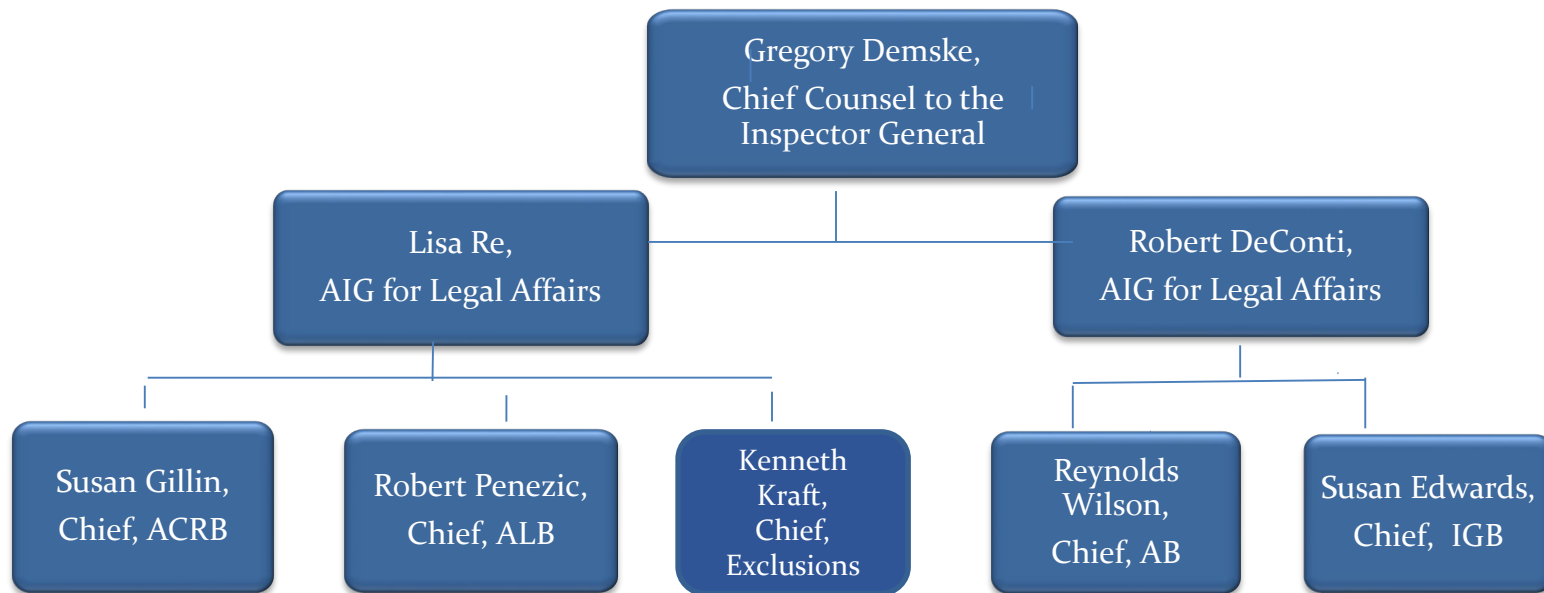 Gregory Demske,
Chief Counsel to the
Inspector General
Lisa Re,
AIG for Legal Affairs
Robert DeConti,
AIG for Legal Affairs
Susan Gillin,
Chief, ACRB
Robert Penezic,
Chief, ALB
Kenneth
Kraft,
Chief,
Exclusions
Reynolds
Wilson,
Chief, AB
Susan Edwards,
Chief, IGB